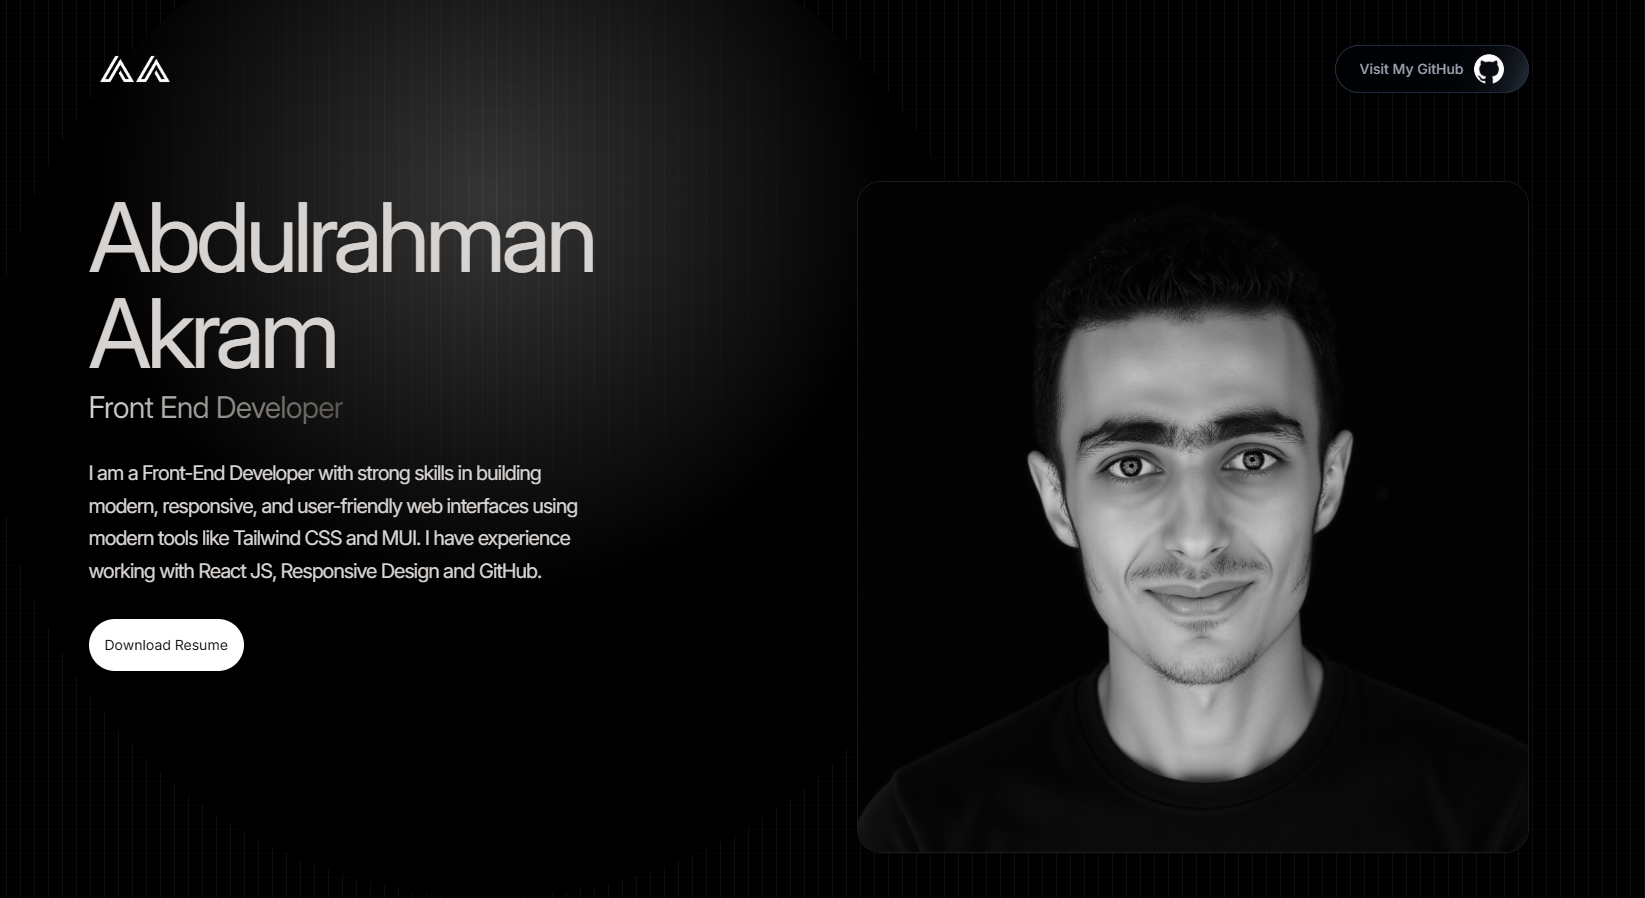 Visit My GitHub
Abdulrahman
Akram
Front End Developer
I am a Front-End Developer with strong skills in building
modern, responsive, and user-friendly web interfaces using
modern tools like Tailwind CSS and MUI. I have experience
working with React JS, Responsive Design and GitHub.
Download Resume